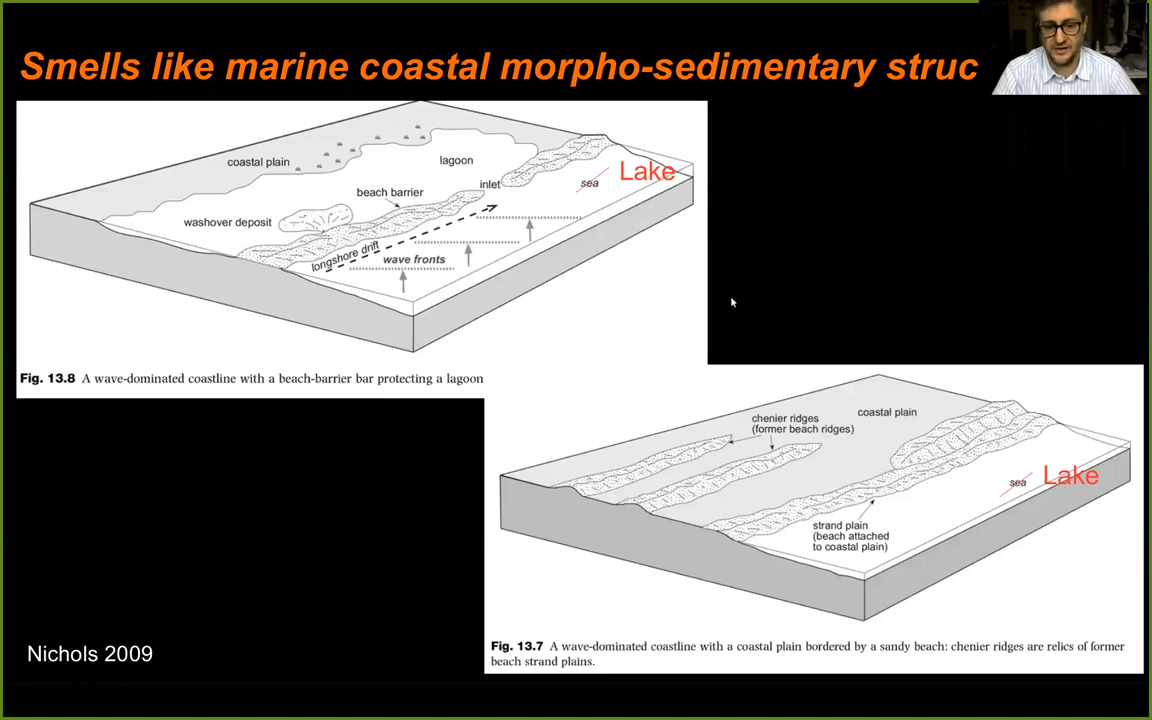 Smells like marine coastal morpho-sedimentary struc
coastal plain
lagoon
Lake
sea
inlet
beach barrier
washover deposit
longshore drift
wave fronts
Fig. 13.8 A wave-dominated coastline with a beach-barrier bar protecting a lagoon
chenier ridges
(former beach ridges)
coastal plain
Lake
sea
strand plain
(beach attached
to coastal plain)
Fig. 13.7 A wave-dominated coastline with a coastal plain bordered by a sandy beach: chenier ridges are relics of former
beach strand plains.
Nichols 2009